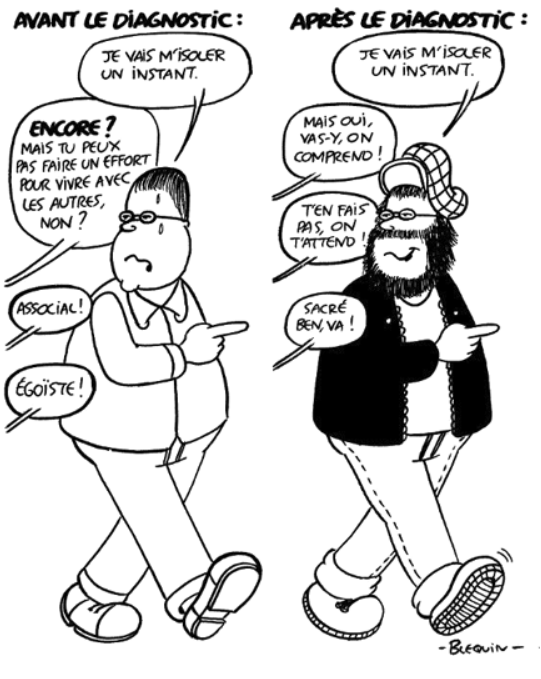 AVANT LE DIAGNOSTIC :
JE VAIS M'ISOLER
UN INSTANT.
ENCORE ?
MAIS TU PEUX
PAS FAIRE UN EFFORT
POUR VIVRE AVEC
LES AUTRES,
NON ?
ASSOCIAL !
ÉGOÏSTE !
APRÈS LE DIAGNOSTIC :
JE VAIS M'ISOLER
UN INSTANT.
MAIS OUI,
VAS-Y, ON
COMPREND !
T'EN FAIS
PAS, ON
T'ATTEND !
SACRÉ
BEN, VA !
- BLEQUIN -